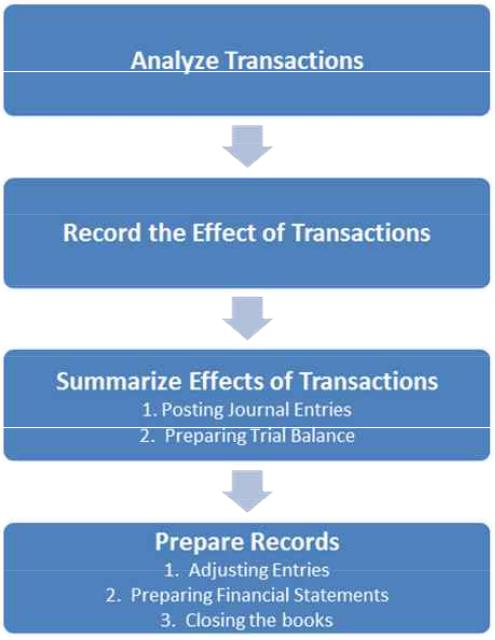 Analyze Transactions
Record the Effect of Transactions
Summarize Effects of Transactions
1. Posting Journal Entries
2. Preparing Trial Balance
Prepare Records
1. Adjusting Entries
2. Preparing Financial Statements
3. Closing the books